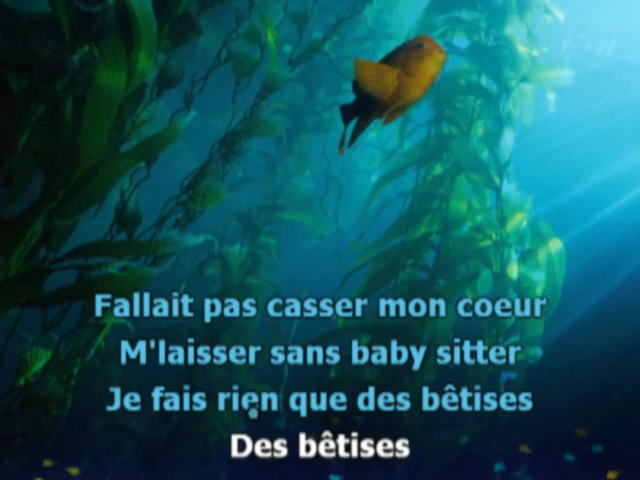 Fallait pas casser mon coeur
M'laisser sans baby sitter
Je fais rien que des bêtises
Des bêtises